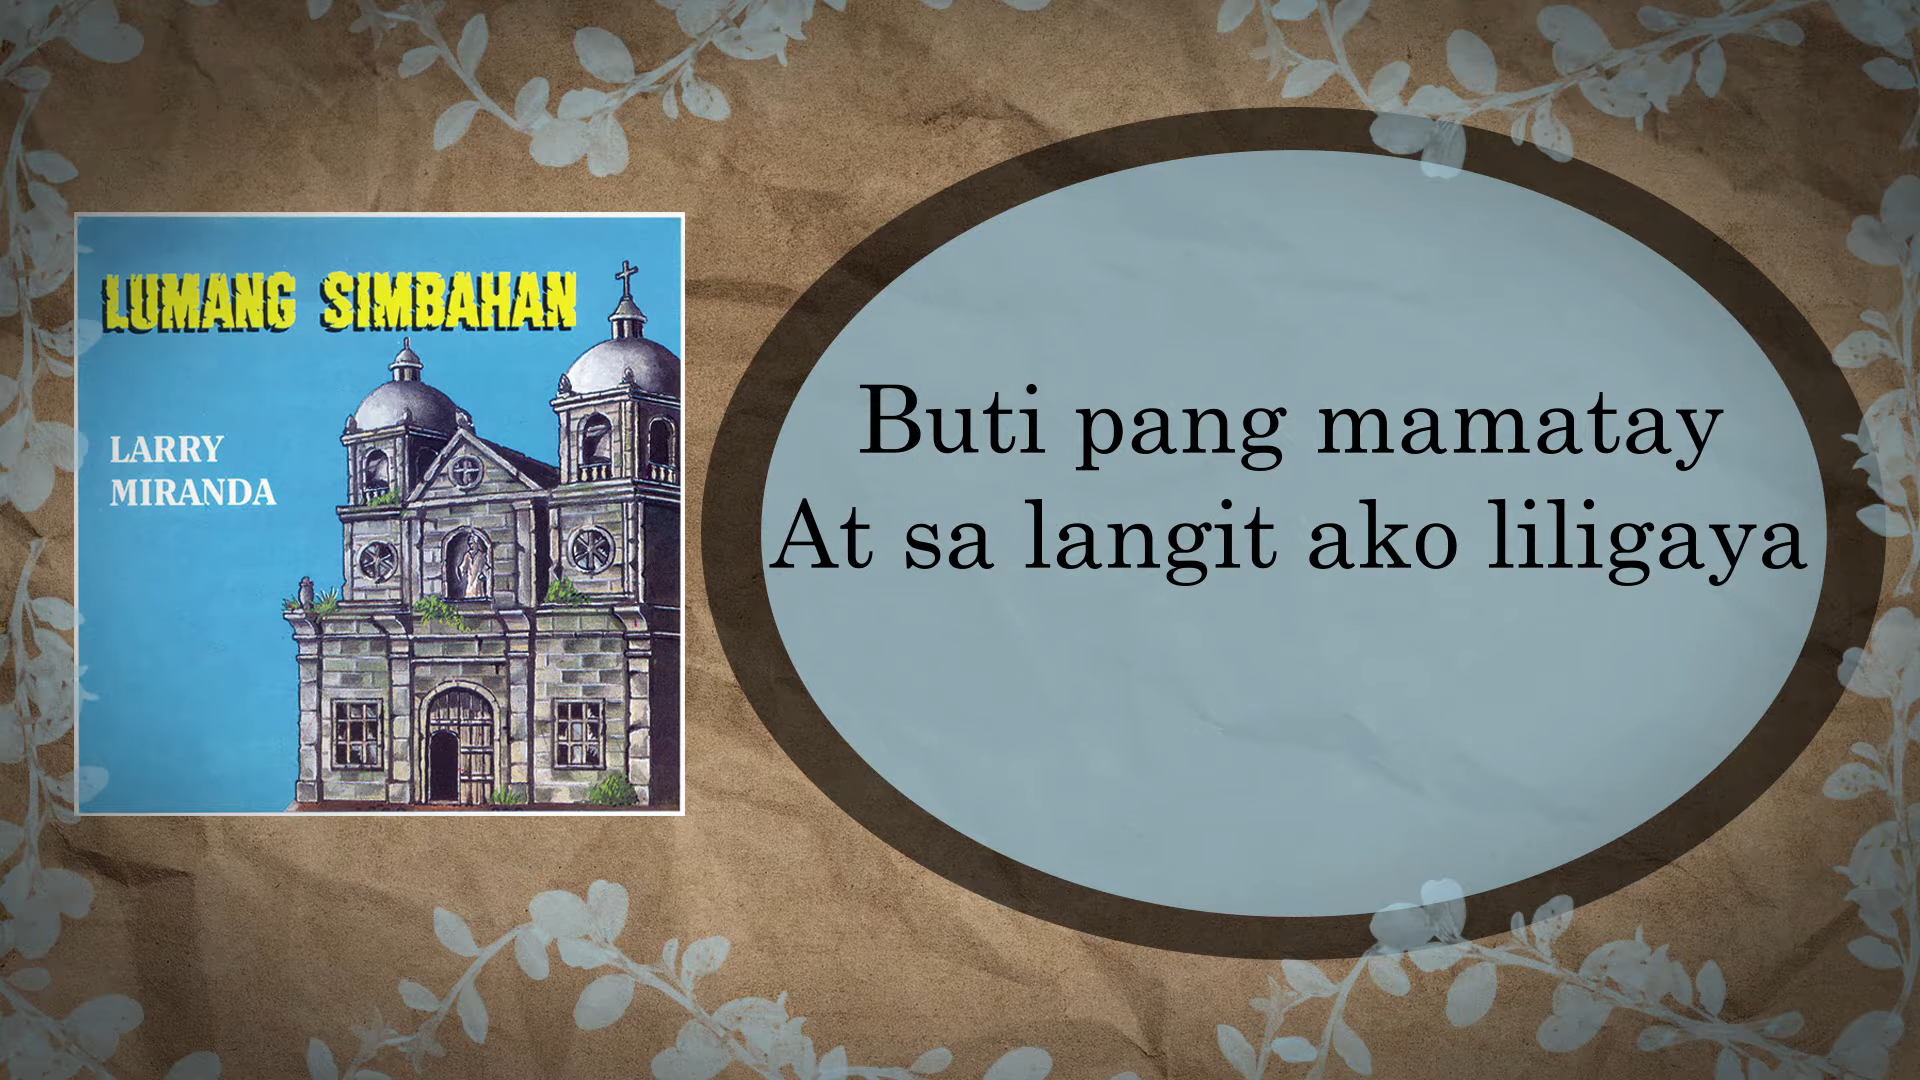 LUMANG SIMBAHAN
LARRY
MIRANDA
Buti pang mamatay
At sa langit ako liligaya